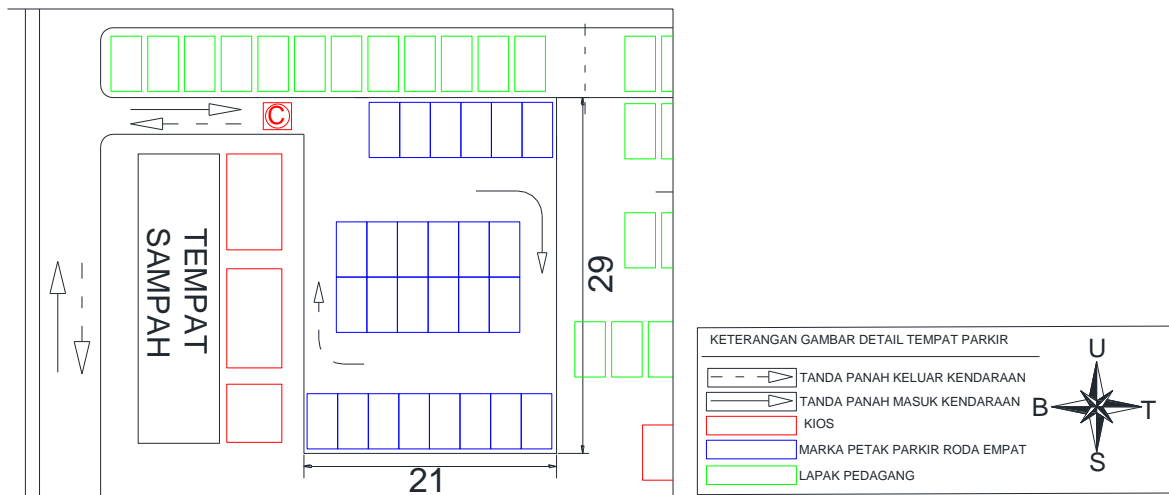 C
TEMPAT
SAMPAH
29
21
KETERANGAN GAMBAR DETAIL TEMPAT PARKIR
TANDA PANAH KELUAR KENDARAAN
TANDA PANAH MASUK KENDARAAN
KIOS
MARKA PETAK PARKIR RODA EMPAT
LAPAK PEDAGANG
U
B
T
S